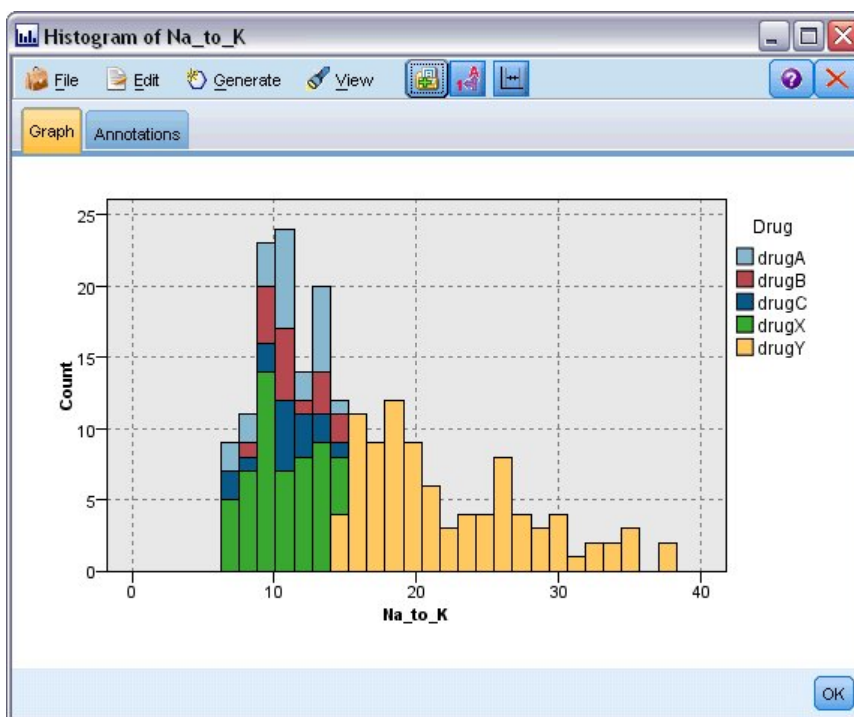 Histogram of Na_to_K
File Edit Generate View
Graph Annotations
25
20
15
10
5
0
Count
0 10 20 30 40
Na_to_K
Drug
drugA
drugB
drugC
drugX
drugY
OK